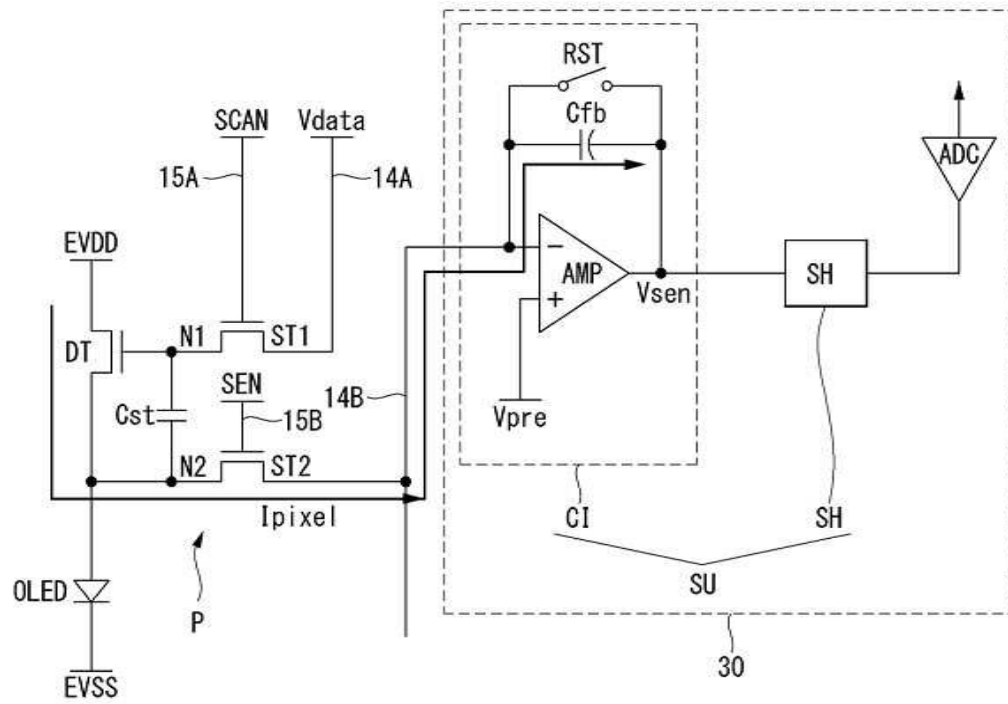 RST
Cfb
SCAN
Vdata
15A
14A
ADC
EVDD
AMP
Vsen
SH
DT
N1
ST1
SEN
14B
Vpre
Cst
15B
N2
ST2
Ipixel
CI
SH
OLED
P
SU
EVSS
30